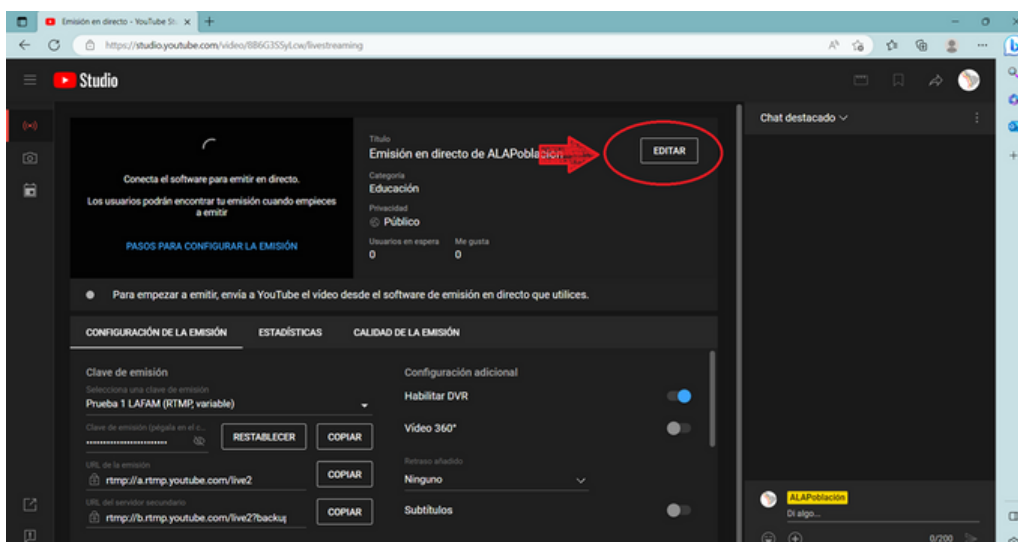 Emisión en directo - YouTube St
https://studio.youtube.com/video/8B6G3SSyLcw/livestreaming
Studio
Conecta el software para emitir en directo.
Los usuarios podrán encontrar tu emisión cuando empieces
a emitir
PASOS PARA CONFIGURAR LA EMISIÓN
Título
Emisión en directo de ALAPoblación
EDITAR
Categoría
Educación
Privacidad
Público
Usuarios en espera Me gusta
0 0
Chat destacado
Para empezar a emitir, envía a YouTube el vídeo desde el software de emisión en directo que utilices.
CONFIGURACIÓN DE LA EMISIÓN ESTADÍSTICAS CALIDAD DE LA EMISIÓN
Clave de emisión
Selecciona una clave de emisión
Prueba 1 LAFAM (RTMP, variable)
Clave de emisión (pégala en el c...
RESTABLECER COPIAR
URL de la emisión
rtmp://a.rtmp.youtube.com/live2
COPIAR
URL del servidor secundario
rtmp://b.rtmp.youtube.com/live2?backup
COPIAR
Configuración adicional
Habilitar DVR
Vídeo 360°
Retraso añadido
Ninguno
Subtítulos
ALAPoblación
Di algo...
0/200